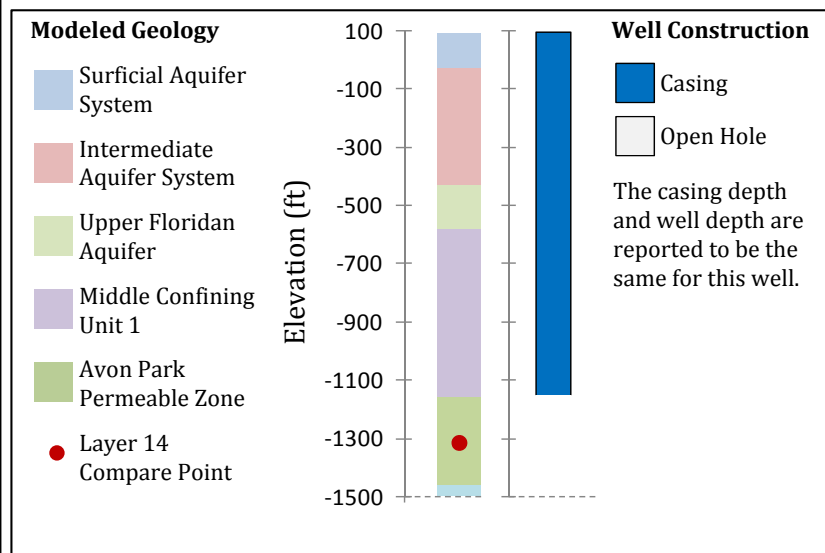 Modeled Geology
Surficial Aquifer
System
Intermediate
Aquifer System
Upper Floridan
Aquifer
Middle Confining
Unit 1
Avon Park
Permeable Zone
Layer 14
Compare Point
Elevation (ft)
100
-100
-300
-500
-700
-900
-1100
-1300
-1500
Well Construction
Casing
Open Hole
The casing depth
and well depth are
reported to be the
same for this well.